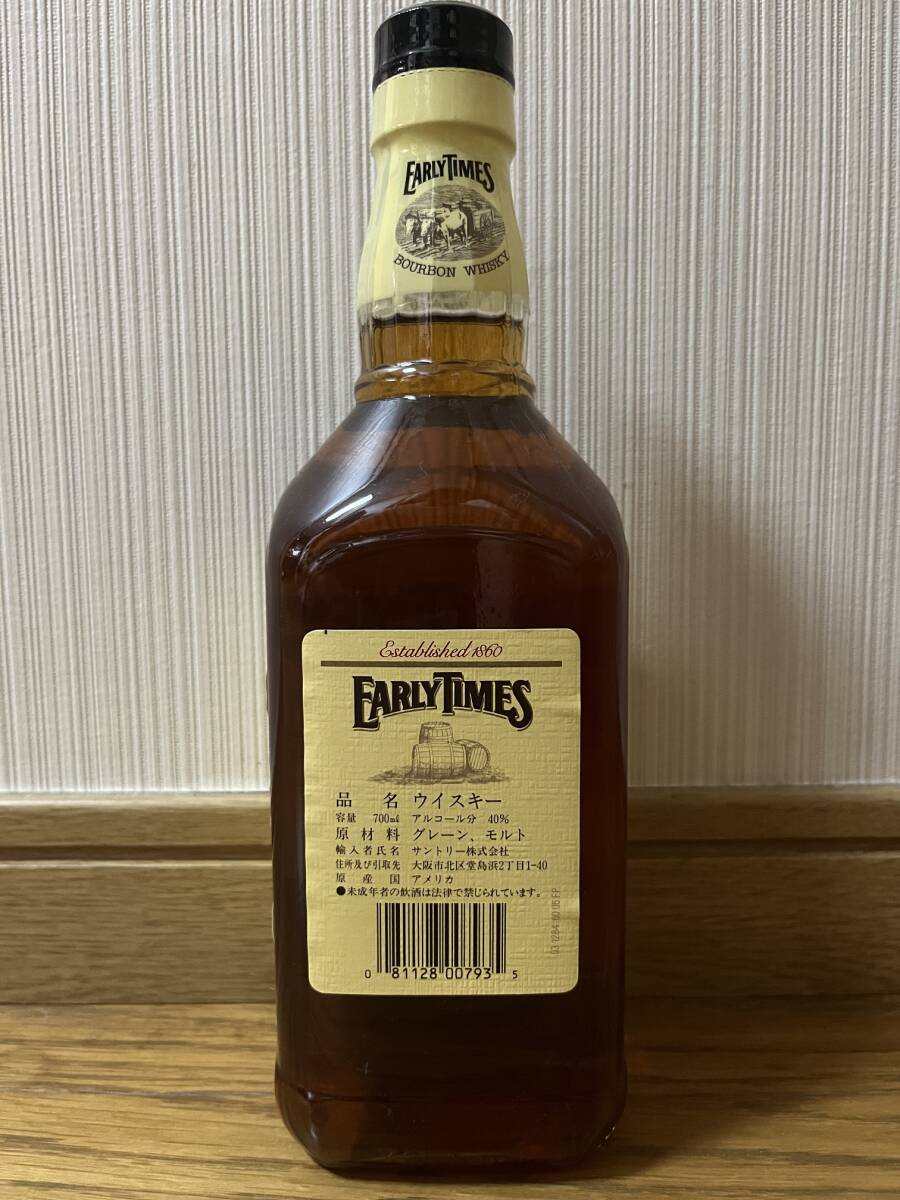 EARLY TIMES
BOURBON WHISKY
Established 1860
EARLY TIMES
品名 ウイスキー
容量 700㎖ アルコール分 40%
原材料 グレーン、モルト
輸入者氏名 サントリー株式会社
住所及び引取先 大阪市北区堂島浜2丁目1-40
原産国 アメリカ
●未成年者の飲酒は法律で禁じられています。
0 81128 00793 5